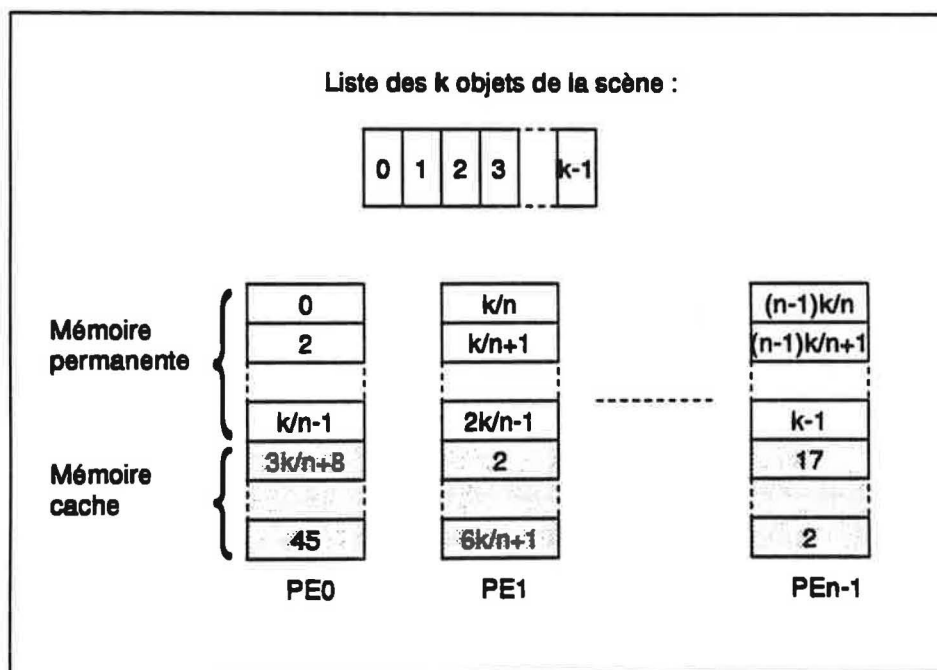 Liste des k objets de la scène :
0 1 2 3 k-1
Mémoire permanente
0 k/n (n-1)k/n
2 k/n+1 (n-1)k/n+1
k/n-1 2k/n-1 k-1
Mémoire cache
3k/n+8 2 17
45 6k/n+1 2
PE0 PE1 PEn-1